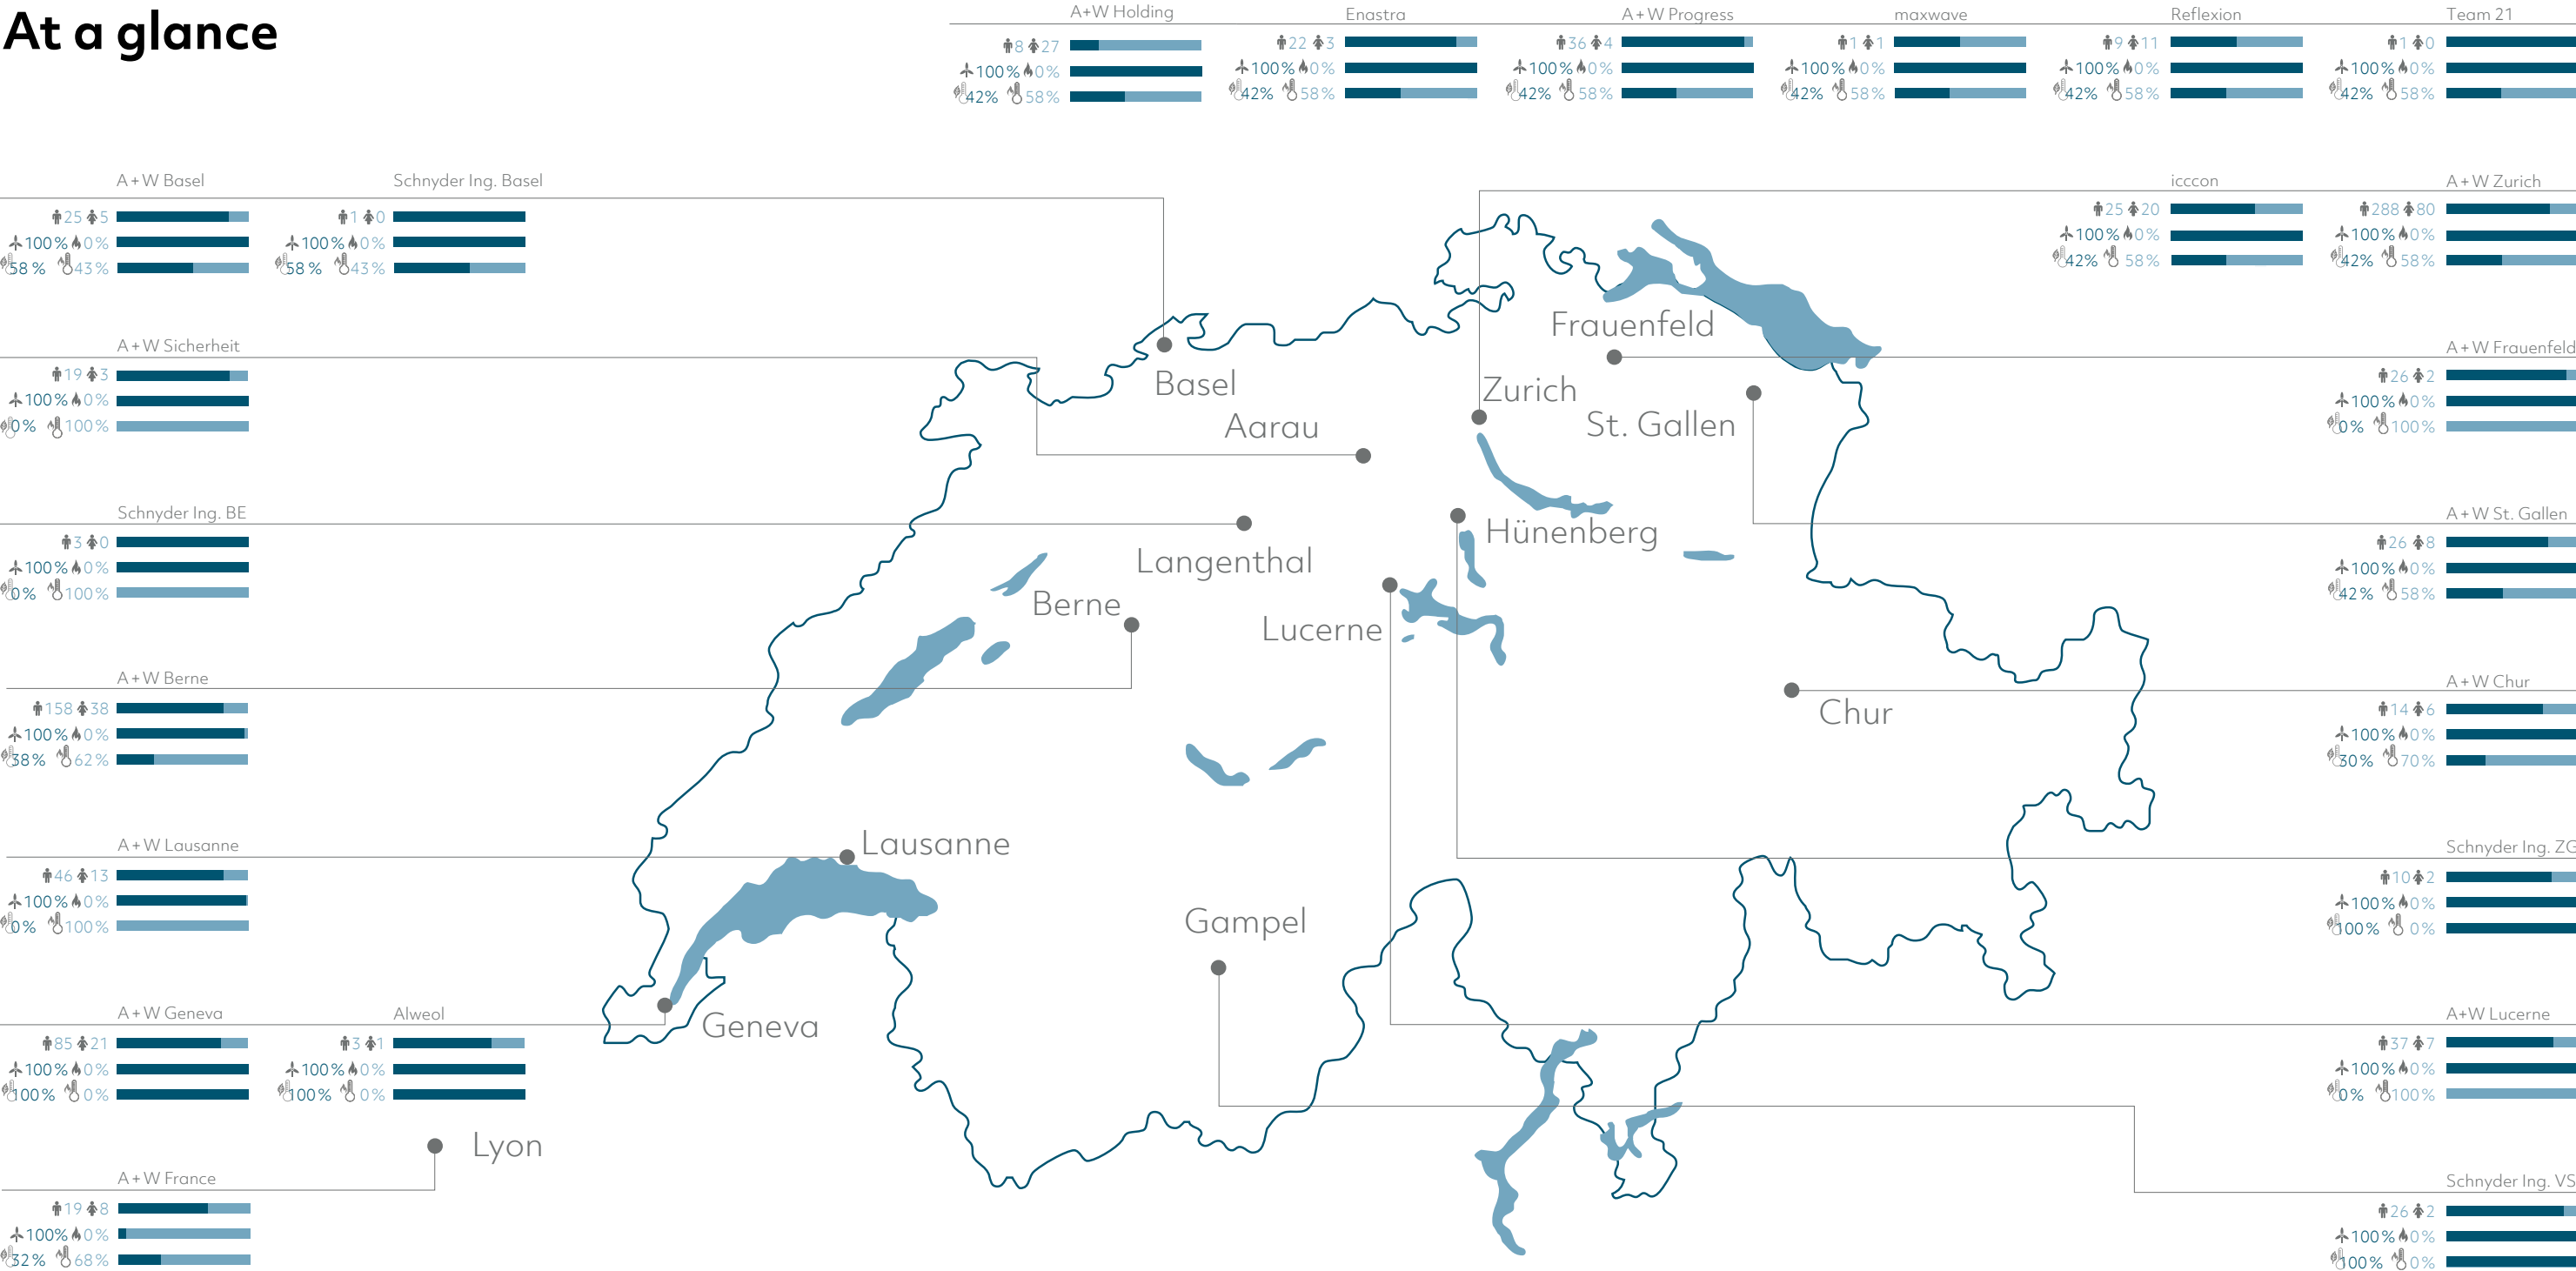 At a glance
A+W Holding
8 27
100% 0%
42% 58%
Enastra
22 3
100% 0%
42% 58%
A+W Progress
36 4
100% 0%
42% 58%
maxwave
1 1
100% 0%
42% 58%
Reflexion
9 11
100% 0%
42% 58%
Team 21
1 0
100% 0%
42% 58%
A+W Basel
25 5
100% 0%
58% 43%
Schnyder Ing. Basel
1 0
100% 0%
58% 43%
icccon
25 20
100% 0%
42% 58%
A+W Zurich
288 80
100% 0%
42% 58%
A+W Sicherheit
19 3
100% 0%
0% 100%
A+W Frauenfeld
26 2
100% 0%
0% 100%
Schnyder Ing. BE
3 0
100% 0%
0% 100%
A+W St. Gallen
26 8
100% 0%
42% 58%
A+W Berne
158 38
100% 0%
38% 62%
A+W Chur
14 6
100% 0%
30% 70%
A+W Lausanne
46 13
100% 0%
0% 100%
Schnyder Ing. ZG
10 2
100% 0%
100% 0%
A+W Geneva
85 21
100% 0%
100% 0%
Alweol
3 1
100% 0%
100% 0%
A+W Lucerne
37 7
100% 0%
0% 100%
A+W France
19 8
100% 0%
32% 68%
Schnyder Ing. VS
26 2
100% 0%
100% 0%
Frauenfeld
Basel
Zurich
Aarau
St. Gallen
Hünenberg
Langenthal
Berne
Lucerne
Chur
Lausanne
Gampel
Geneva
Lyon